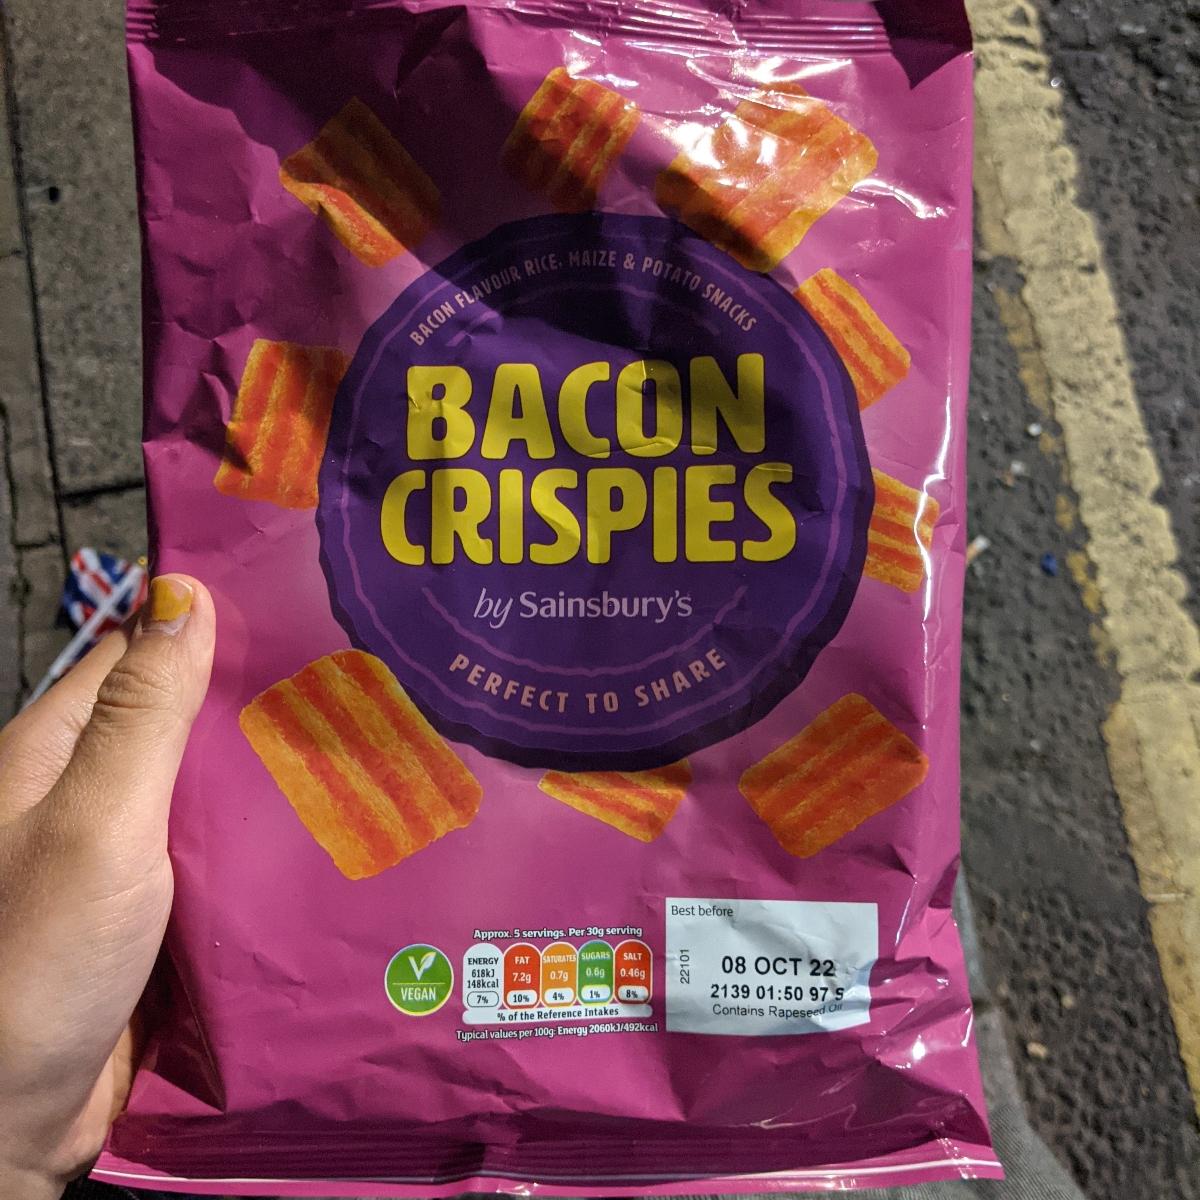 BACON FLAVOUR RICE, MAIZE & POTATO SNACKS
BACON
CRISPIES
by Sainsbury's
PERFECT TO SHARE
Approx. 5 servings. Per 30g serving
ENERGY 618kJ 148kcal 7%
FAT 7.2g 10%
SATURATES 0.7g 4%
SUGARS 0.6g 1%
SALT 0.46g 8%
% of the Reference Intakes
Typical values per 100g: Energy 2060kJ/492kcal
V
VEGAN
Best before
22101
08 OCT 22
2139 01:50 97 S
Contains Rapeseed Oil